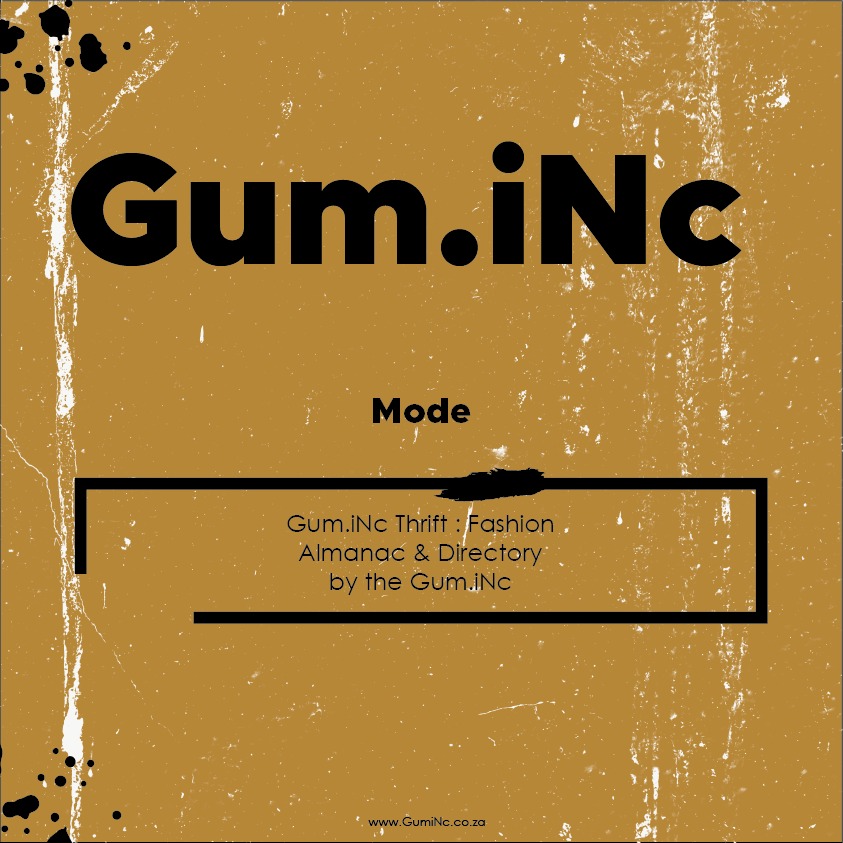 Gum.iNc
Mode
Gum.iNc Thrift : Fashion
Almanac & Directory
by the Gum.iNc
www.GumiNc.co.za